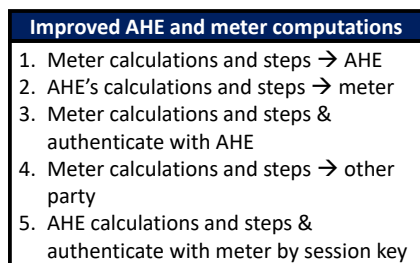 Improved AHE and meter computations
1. Meter calculations and steps → AHE
2. AHE's calculations and steps → meter
3. Meter calculations and steps &
authenticate with AHE
4. Meter calculations and steps → other
party
5. AHE calculations and steps &
authenticate with meter by session key